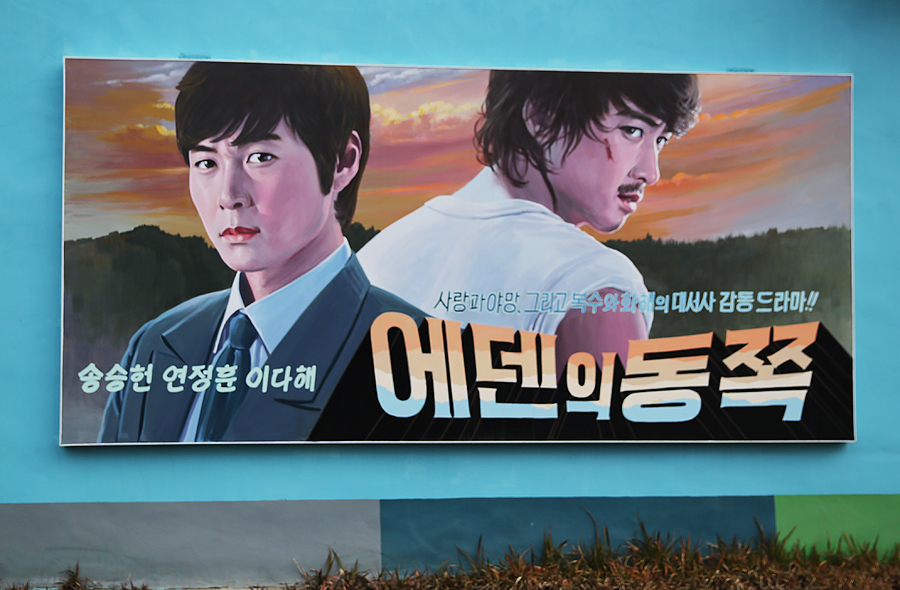 사랑과 야망, 그리고 복수와 화해의 대서사 감동 드라마!!
에덴의 동쪽
송승헌 연정훈 이다해